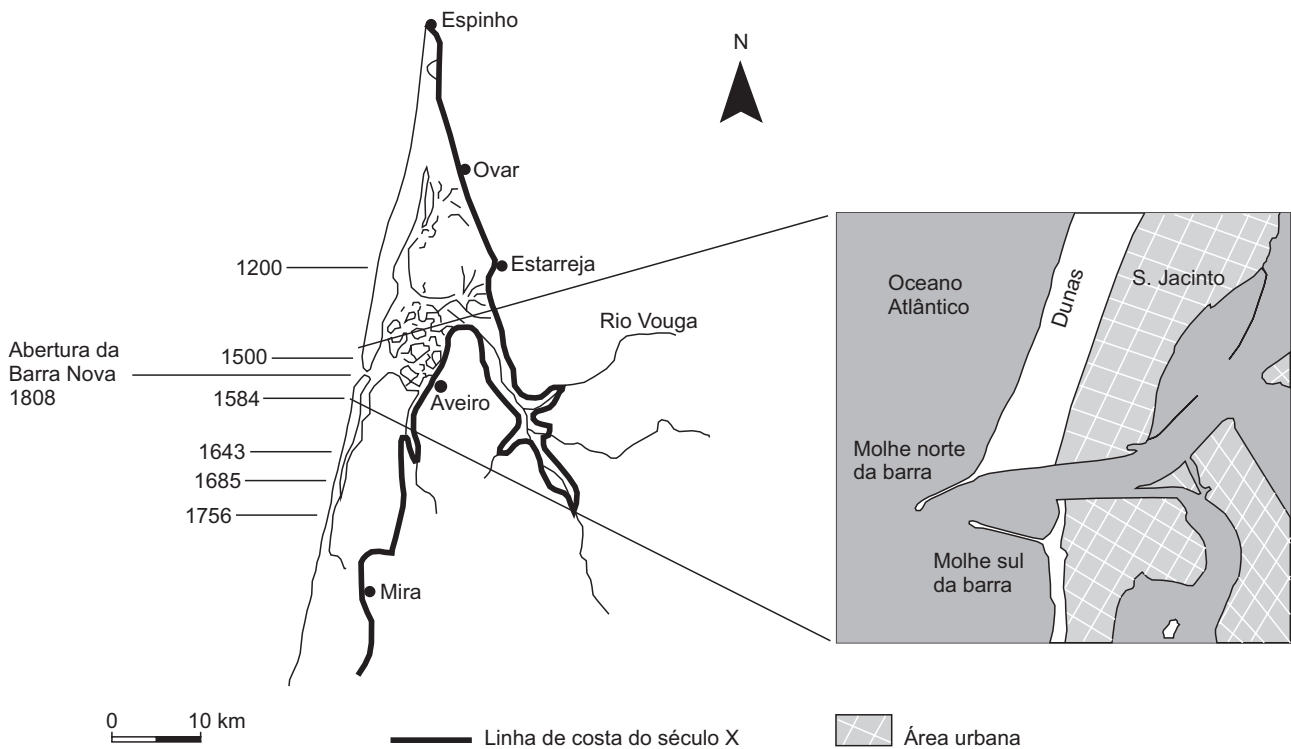 Espinho
N
Ovar
1200
Estarreja
Oceano
Atlântico
Dunas
S. Jacinto
Rio Vouga
Abertura da
Barra Nova
1808
1500
1584
Aveiro
1643
1685
1756
Molhe norte
da barra
Molhe sul
da barra
Mira
0 10 km
Linha de costa do século X
Área urbana